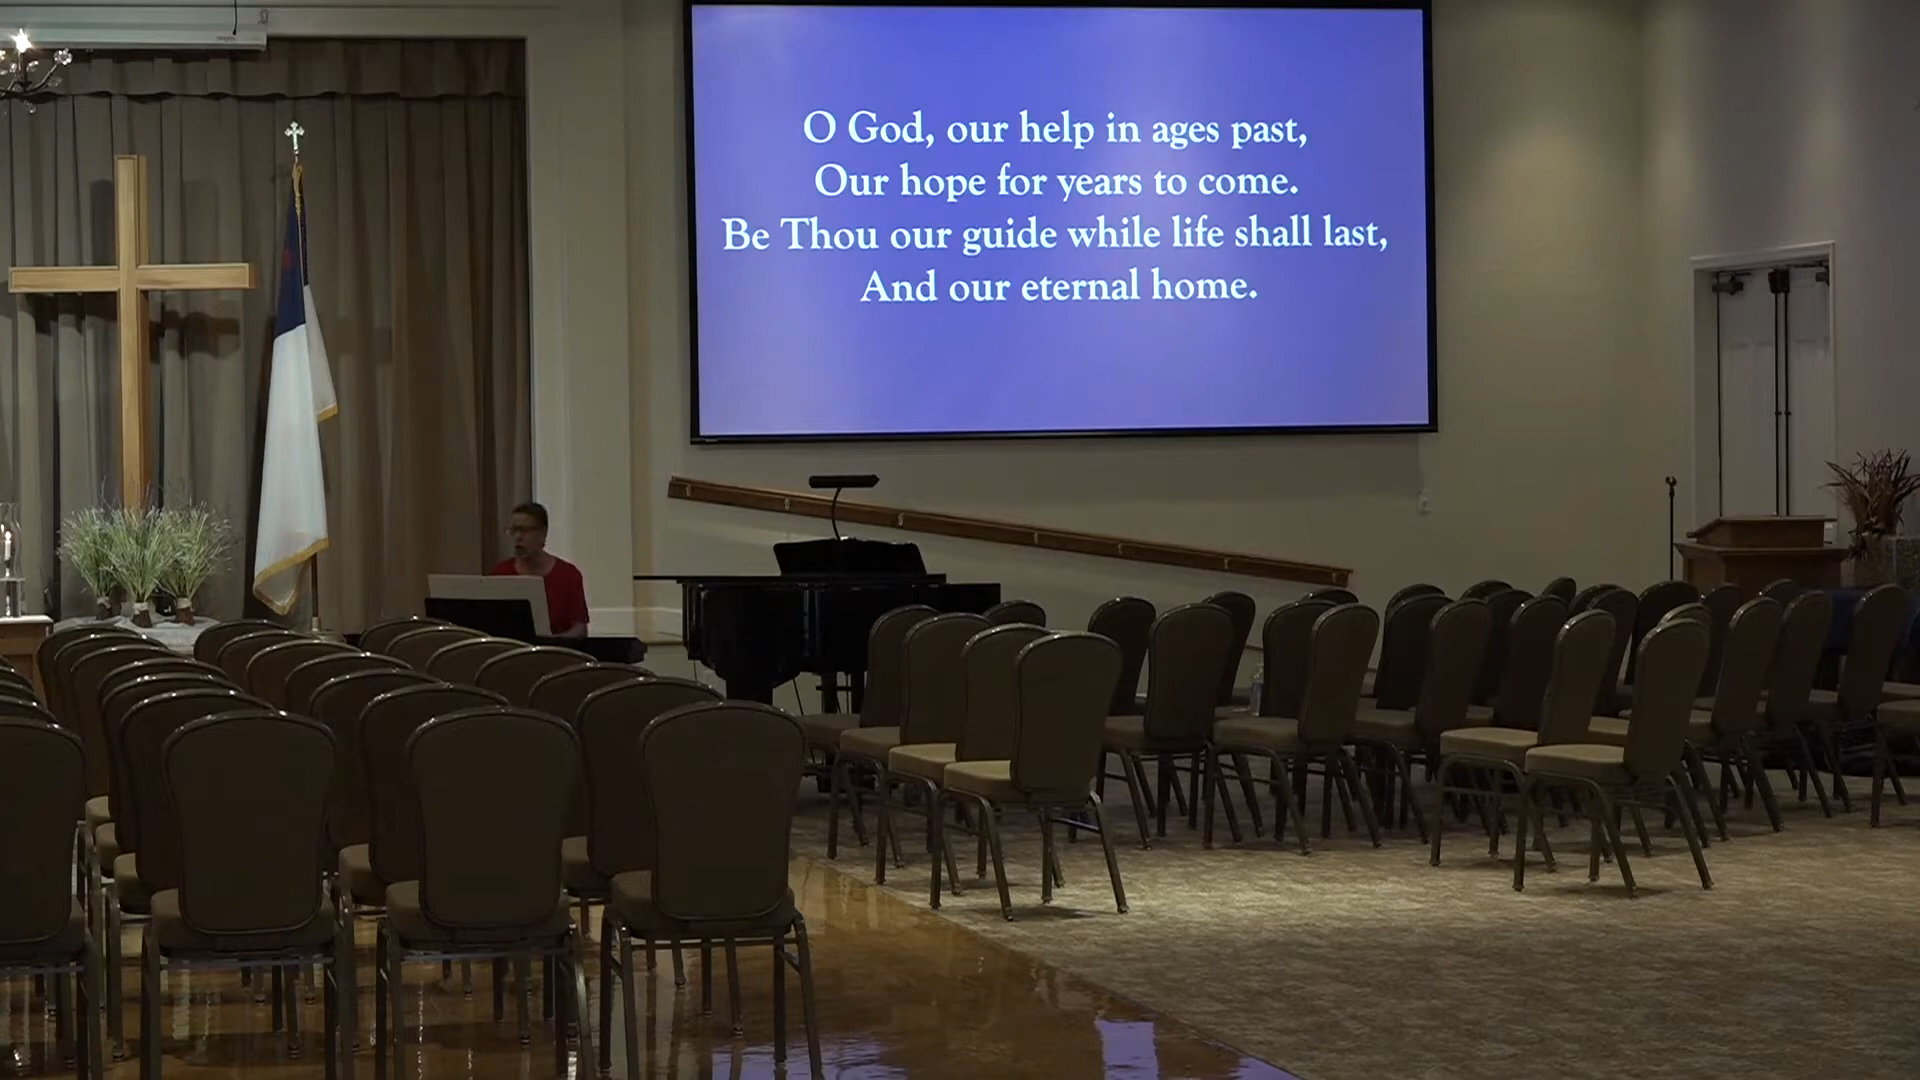 O God, our help in ages past,
Our hope for years to come.
Be Thou our guide while life shall last,
And our eternal home.